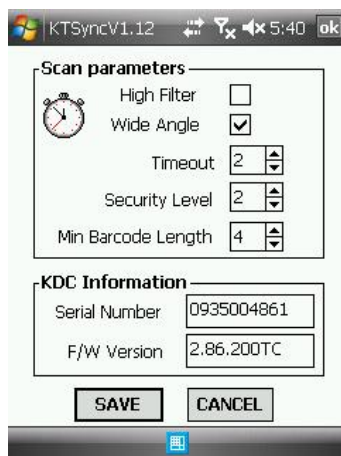 KTSyncV1.12 5:40 ok
Scan parameters
High Filter
Wide Angle
Timeout 2
Security Level 2
Min Barcode Length 4
KDC Information
Serial Number 0935004861
F/W Version 2.86.200TC
SAVE CANCEL